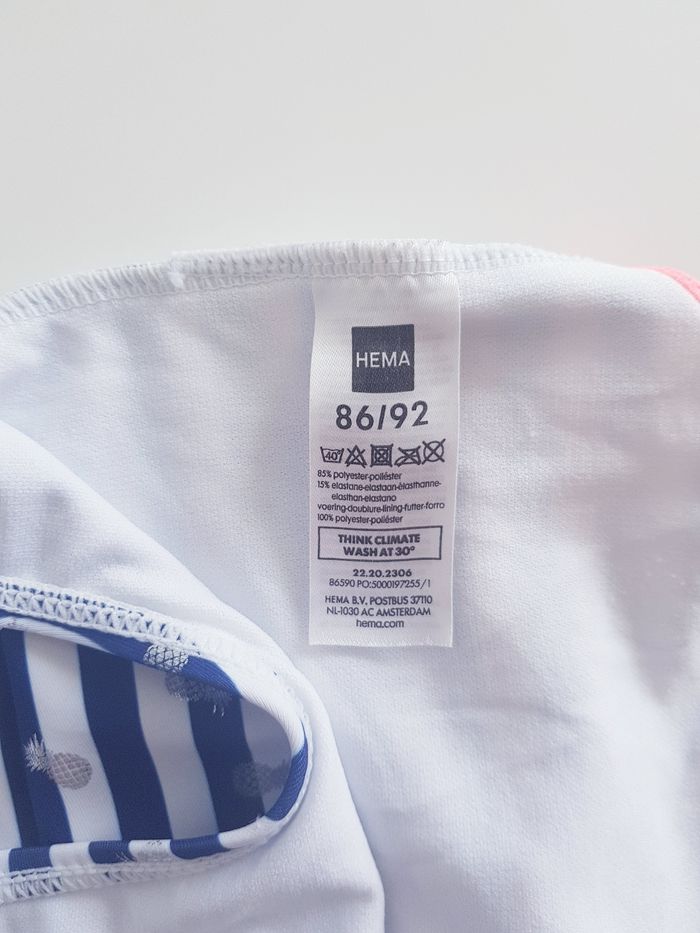 HEMA
86/92
40°
85% polyester-poliéster
15% elastane-elastaan-élasthanne-
elasthan-elastano
voering-doublure-lining-futter-forro
100% polyester-poliéster
THINK CLIMATE
WASH AT 30°
22.20.2306
86590 PO:5000197255/1
HEMA B.V. POSTBUS 37110
NL-1030 AC AMSTERDAM
hema.com